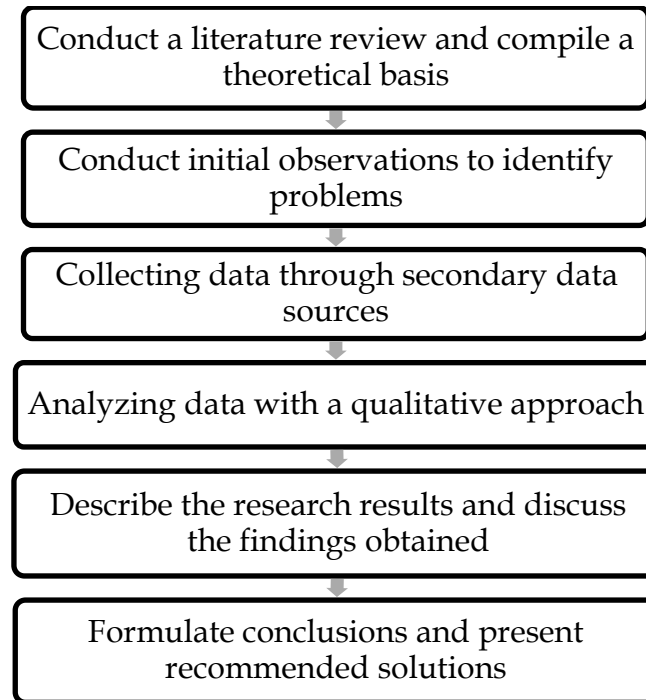 Conduct a literature review and compile a
theoretical basis
Conduct initial observations to identify
problems
Collecting data through secondary data
sources
Analyzing data with a qualitative approach
Describe the research results and discuss
the findings obtained
Formulate conclusions and present
recommended solutions